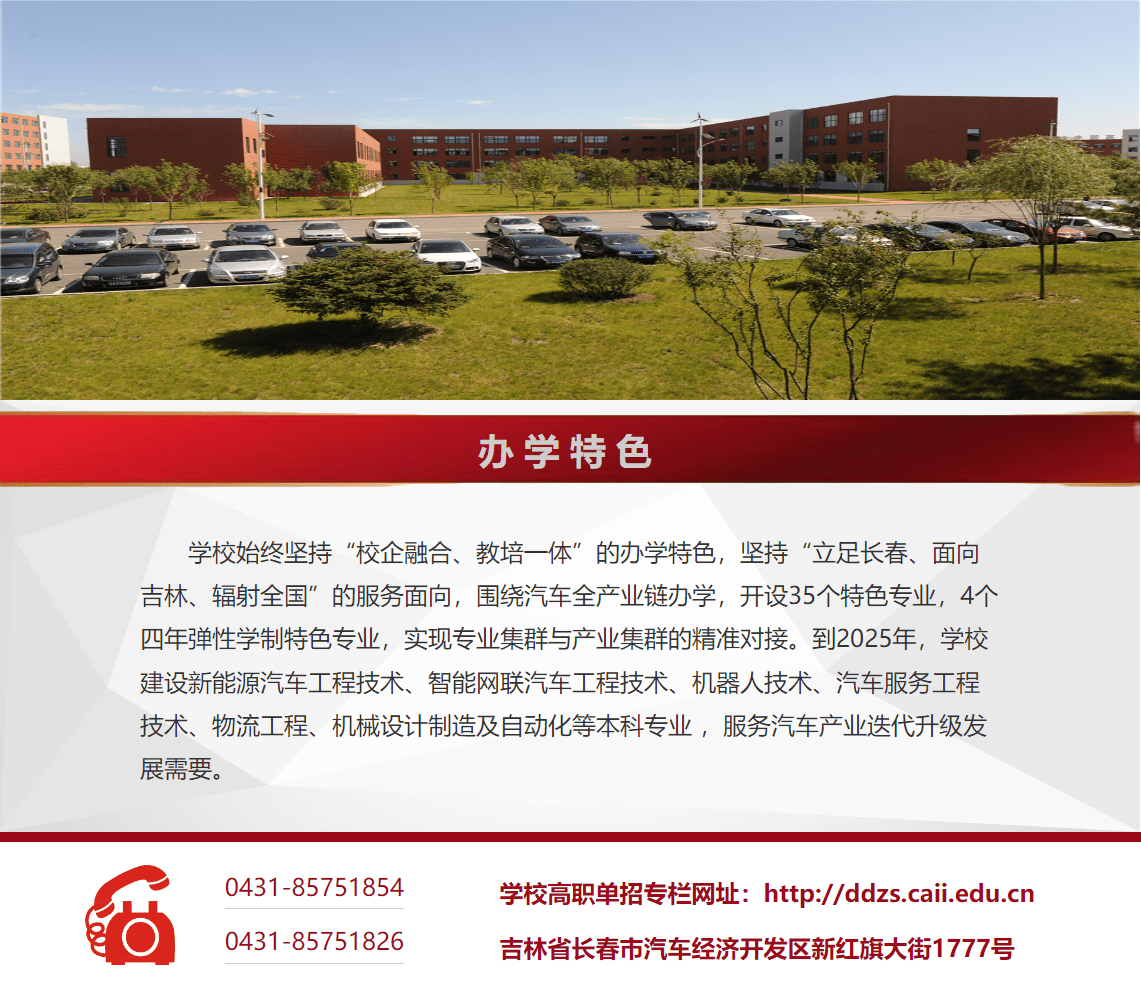 办学特色
学校始终坚持“校企融合、教培一体”的办学特色，坚持“立足长春、面向
吉林、辐射全国”的服务面向，围绕汽车全产业链办学，开设35个特色专业，4个
四年弹性学制特色专业，实现专业集群与产业集群的精准对接。到2025年，学校
建设新能源汽车工程技术、智能网联汽车工程技术、机器人技术、汽车服务工程
技术、物流工程、机械设计制造及自动化等本科专业 ，服务汽车产业迭代升级发
展需要。
0431-85751854
0431-85751826
学校高职单招专栏网址：http://ddzs.caii.edu.cn
吉林省长春市汽车经济开发区新红旗大街1777号